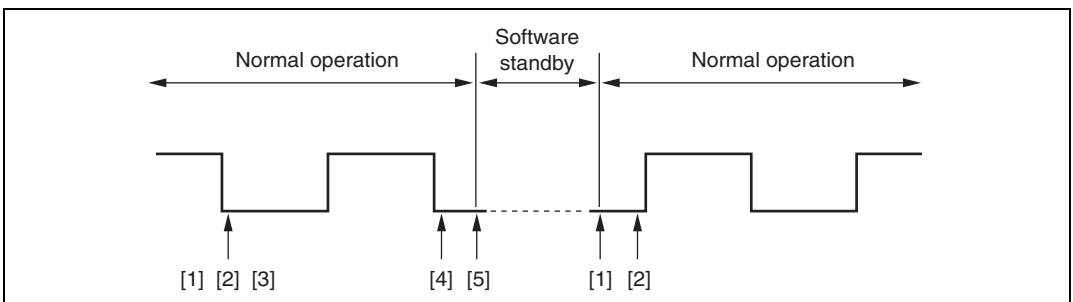 Software
Normal operation standby Normal operation
[1] [2] [3] [4] [5] [1] [2]